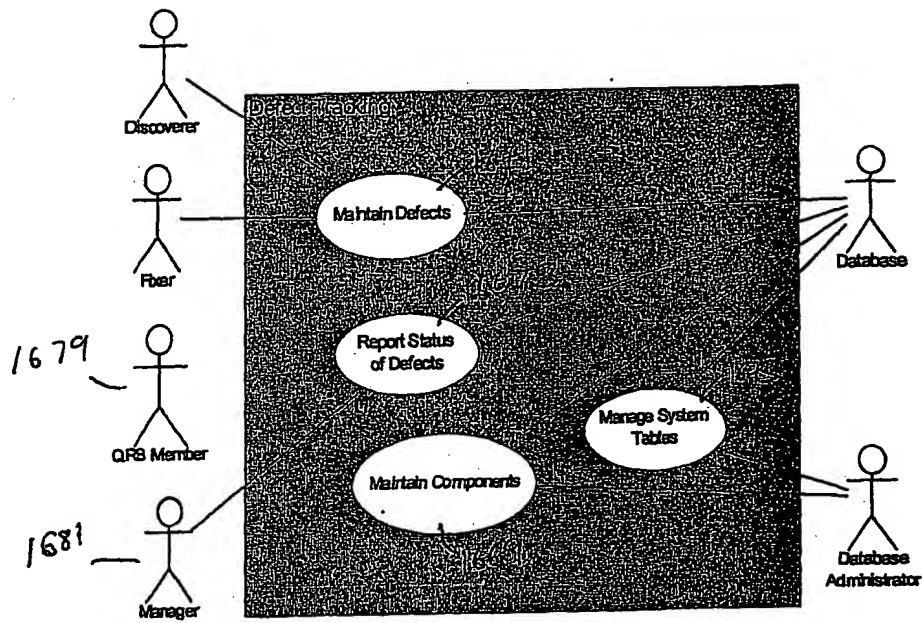 Discoverer
Defect Tracking
Maintain Defects
Fixer
Database
1679
Report Status
of Defects
QFS Member
Manage System
Tables
Maintain Components
1681
Manager
Database
Administrator